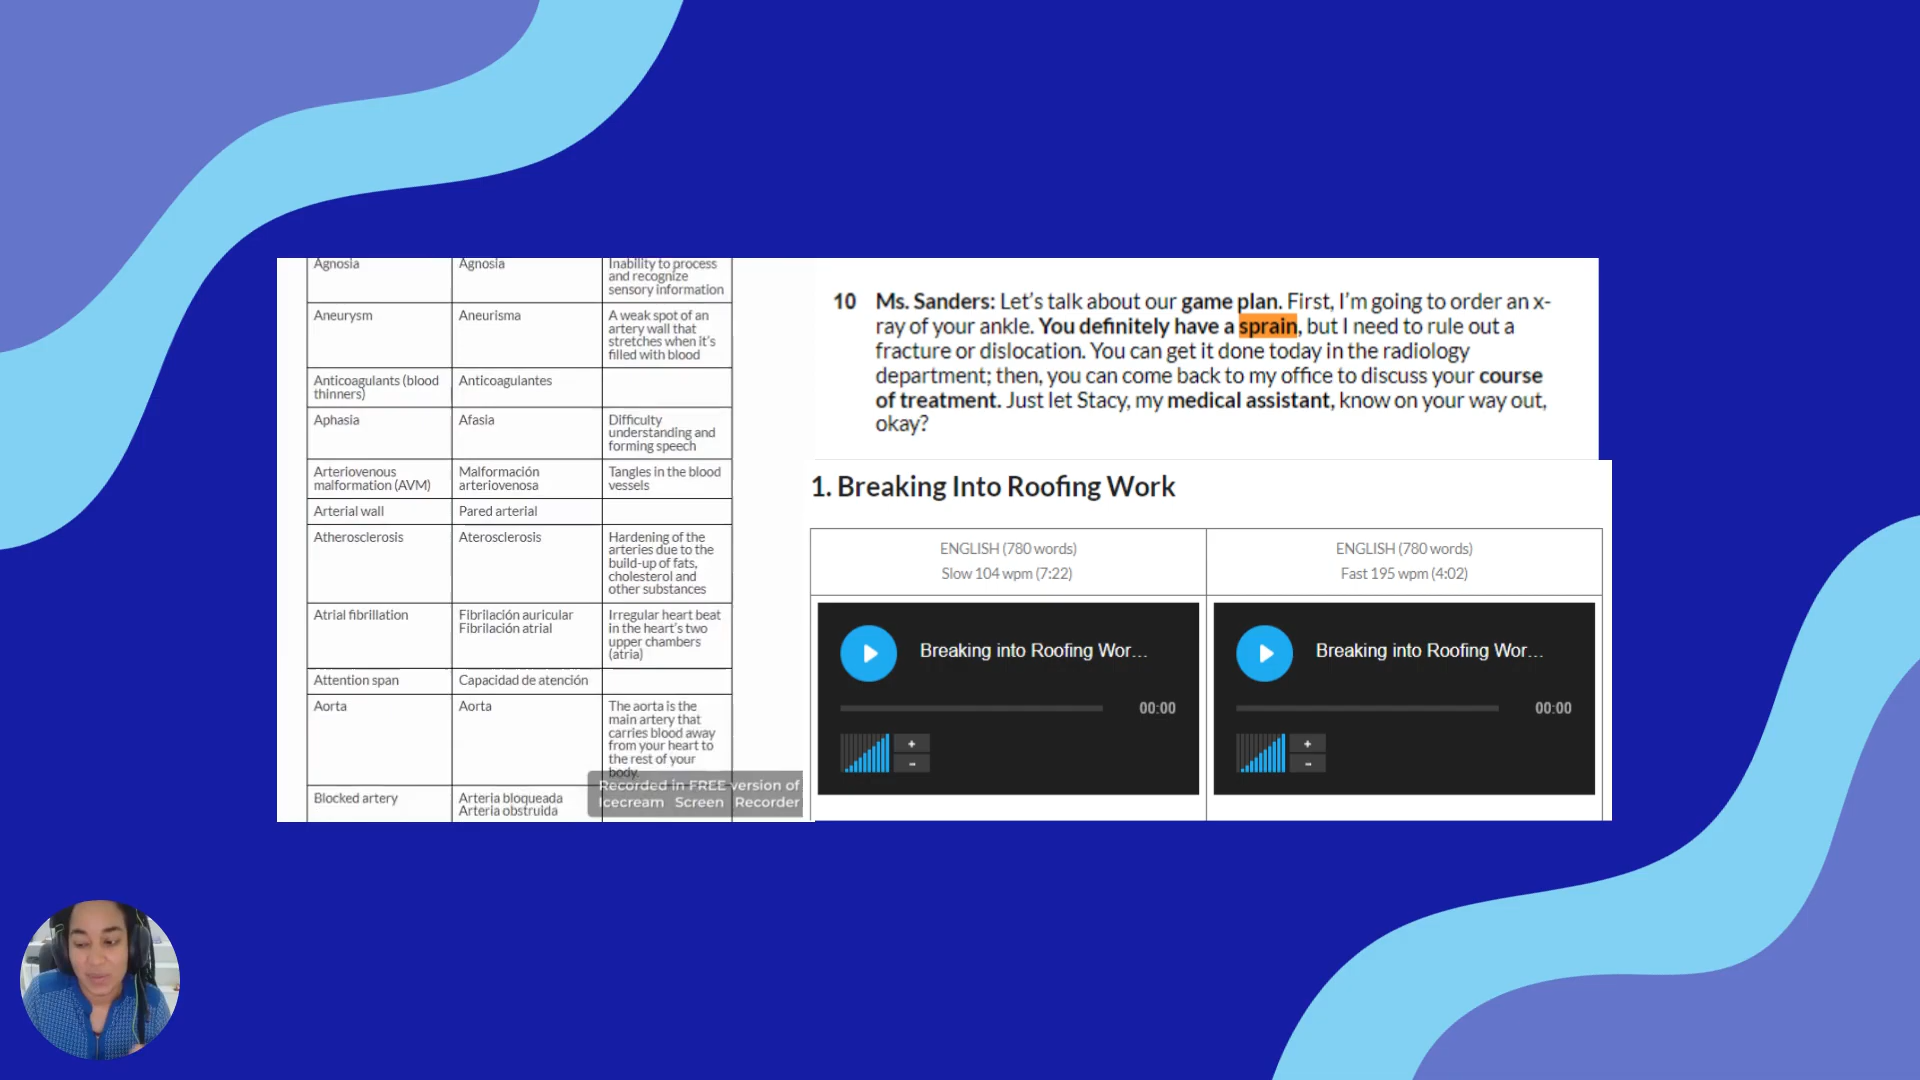 Agnosia
Agnosia
Inability to process
and recognize
sensory information
Aneurysm
Aneurisma
A weak spot of an
artery wall that
stretches when it's
filled with blood
Anticoagulants (blood
thinners)
Anticoagulantes
Aphasia
Afasia
Difficulty
understanding and
forming speech
Arteriovenous
malformation (AVM)
Malformación
arteriovenosa
Tangles in the blood
vessels
Arterial wall
Pared arterial
Atherosclerosis
Aterosclerosis
Hardening of the
arteries due to the
build-up of fats,
cholesterol and
other substances
Atrial fibrillation
Fibrilación auricular
Fibrilación atrial
Irregular heart beat
in the heart's two
upper chambers
(atria)
Attention span
Capacidad de atención
Aorta
Aorta
The aorta is the
main artery that
carries blood away
from your heart to
the rest of your
body.
Blocked artery
Arteria bloqueada
Arteria obstruida
Recorded in FREE version of
Icecream Screen Recorder
10 Ms. Sanders: Let's talk about our game plan. First, I'm going to order an x-
ray of your ankle. You definitely have a sprain, but I need to rule out a
fracture or dislocation. You can get it done today in the radiology
department; then, you can come back to my office to discuss your course
of treatment. Just let Stacy, my medical assistant, know on your way out,
okay?
1. Breaking Into Roofing Work
ENGLISH (780 words)
Slow 104 wpm (7:22)
ENGLISH (780 words)
Fast 195 wpm (4:02)
Breaking into Roofing Wor...
00:00
+
-
Breaking into Roofing Wor...
00:00
+
-